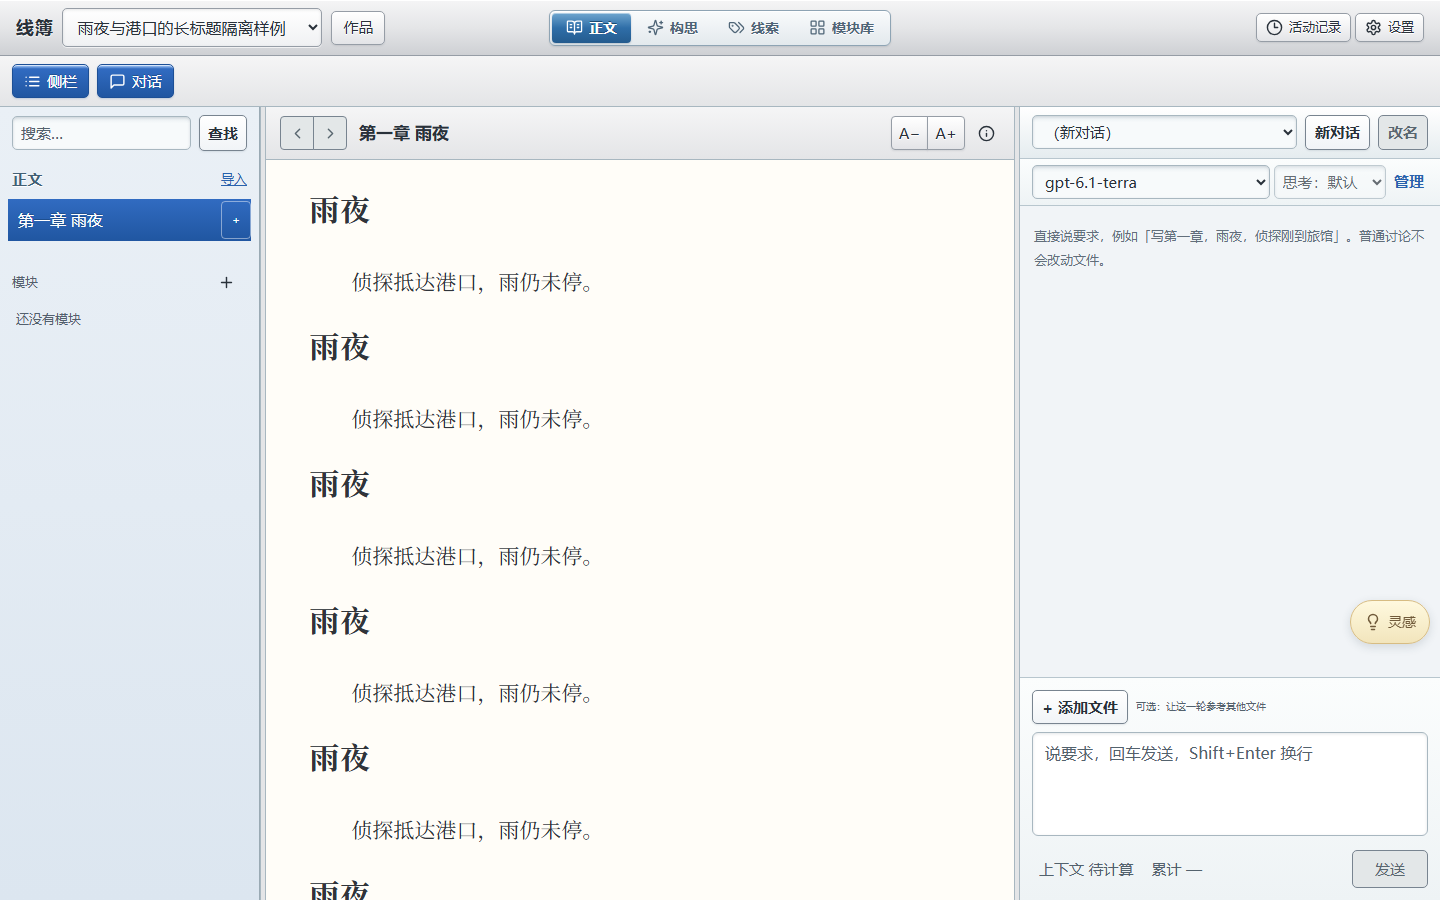 线簿
雨夜与港口的长标题隔离样例
作品
正文
构思
线索
模块库
活动记录
设置
侧栏
对话
搜索...
查找
正文
导入
第一章 雨夜
+
模块
+
还没有模块
第一章 雨夜
A−
A+
雨夜
侦探抵达港口，雨仍未停。
雨夜
侦探抵达港口，雨仍未停。
雨夜
侦探抵达港口，雨仍未停。
雨夜
侦探抵达港口，雨仍未停。
雨夜
侦探抵达港口，雨仍未停。
雨夜
（新对话）
新对话
改名
gpt-6.1-terra
思考：默认
管理
直接说要求，例如「写第一章，雨夜，侦探刚到旅馆」。普通讨论不
会改动文件。
灵感
+ 添加文件
可选：让这一轮参考其他文件
说要求，回车发送，Shift+Enter 换行
上下文 待计算
累计 —
发送